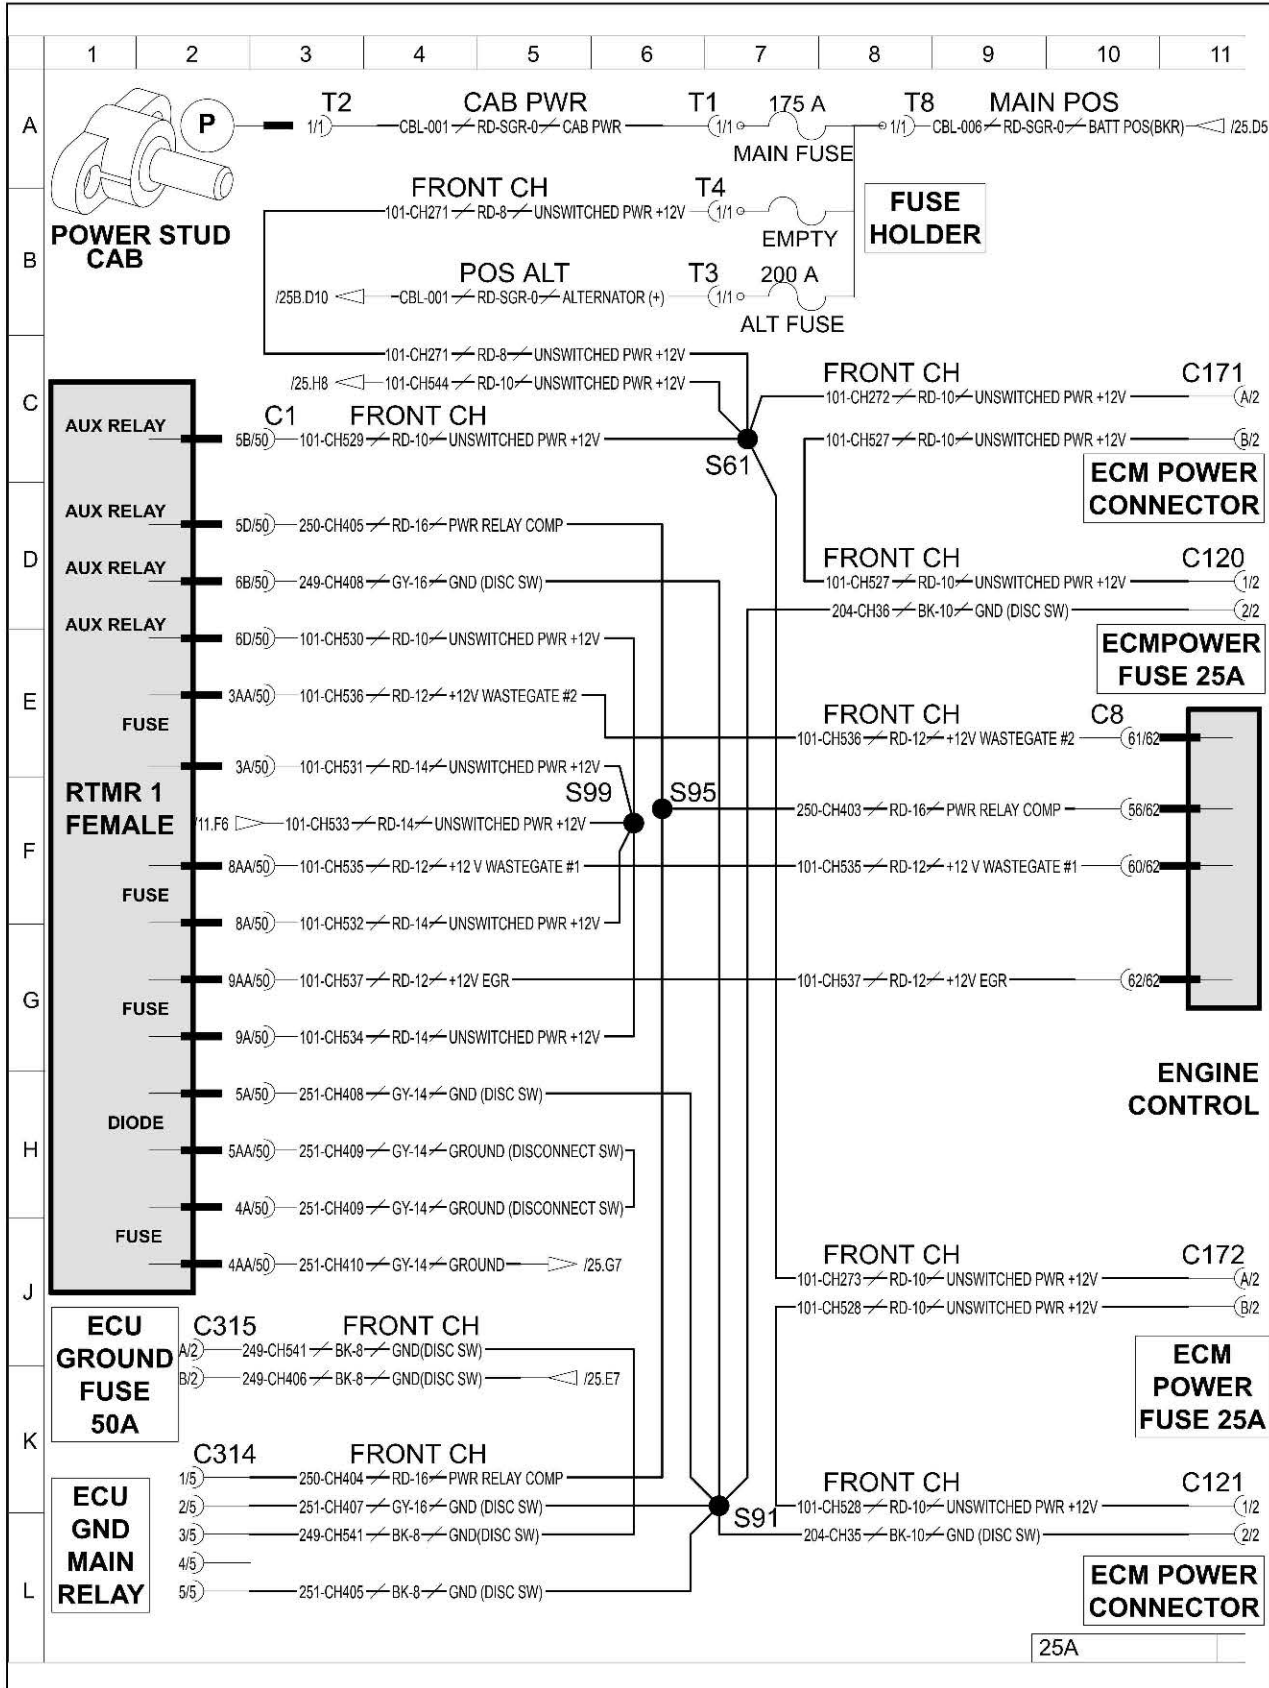 1 2 3 4 5 6 7 8 9 10 11
A
P
T2 CAB PWR T1 175 A T8 MAIN POS
1/1 CBL-001 RD-SGR-0 CAB PWR 1/1 1/1 CBL-006 RD-SGR-0 BATT POS(BKR) /25.D5
MAIN FUSE
POWER STUD
CAB
FRONT CH T4
101-CH271 RD-8 UNSWITCHED PWR +12V 1/1
EMPTY
FUSE
HOLDER
B
POS ALT T3 200 A
/25B.D10 CBL-001 RD-SGR-0 ALTERNATOR (+) 1/1
ALT FUSE
101-CH271 RD-8 UNSWITCHED PWR +12V
/25.H8 101-CH544 RD-10 UNSWITCHED PWR +12V
FRONT CH C171
101-CH272 RD-10 UNSWITCHED PWR +12V A/2
C
AUX RELAY C1 FRONT CH
5B/50 101-CH529 RD-10 UNSWITCHED PWR +12V
S61
101-CH527 RD-10 UNSWITCHED PWR +12V B/2
ECM POWER
CONNECTOR
AUX RELAY
5D/50 250-CH405 RD-16 PWR RELAY COMP
D
AUX RELAY
6B/50 249-CH408 GY-16 GND (DISC SW)
FRONT CH C120
101-CH527 RD-10 UNSWITCHED PWR +12V 1/2
204-CH36 BK-10 GND (DISC SW) 2/2
ECMPOWER
FUSE 25A
AUX RELAY
6D/50 101-CH530 RD-10 UNSWITCHED PWR +12V
E
3AA/50 101-CH536 RD-12 +12V WASTEGATE #2
FUSE
FRONT CH C8
101-CH536 RD-12 +12V WASTEGATE #2 61/62
3A/50 101-CH531 RD-14 UNSWITCHED PWR +12V
RTMR 1
FEMALE
S99 S95
250-CH403 RD-16 PWR RELAY COMP 56/62
/11.F6 101-CH533 RD-14 UNSWITCHED PWR +12V
F
8AA/50 101-CH535 RD-12 +12 V WASTEGATE #1 101-CH535 RD-12 +12 V WASTEGATE #1 60/62
FUSE
8A/50 101-CH532 RD-14 UNSWITCHED PWR +12V
9AA/50 101-CH537 RD-12 +12V EGR 101-CH537 RD-12 +12V EGR 62/62
G
FUSE
9A/50 101-CH534 RD-14 UNSWITCHED PWR +12V
ENGINE
CONTROL
5A/50 251-CH408 GY-14 GND (DISC SW)
DIODE
H
5AA/50 251-CH409 GY-14 GROUND (DISCONNECT SW)
4A/50 251-CH409 GY-14 GROUND (DISCONNECT SW)
FUSE
4AA/50 251-CH410 GY-14 GROUND /25.G7
FRONT CH C172
101-CH273 RD-10 UNSWITCHED PWR +12V A/2
101-CH528 RD-10 UNSWITCHED PWR +12V B/2
J
ECU
GROUND
FUSE
50A
C315 FRONT CH
A/2 249-CH541 BK-8 GND(DISC SW)
B/2 249-CH406 BK-8 GND(DISC SW) /25.E7
ECM
POWER
FUSE 25A
K
C314 FRONT CH
1/5 250-CH404 RD-16 PWR RELAY COMP
2/5 251-CH407 GY-16 GND (DISC SW)
3/5 249-CH541 BK-8 GND(DISC SW)
4/5
5/5 251-CH405 BK-8 GND (DISC SW)
ECU
GND
MAIN
RELAY
S91
FRONT CH C121
101-CH528 RD-10 UNSWITCHED PWR +12V 1/2
204-CH35 BK-10 GND (DISC SW) 2/2
L
ECM POWER
CONNECTOR
25A